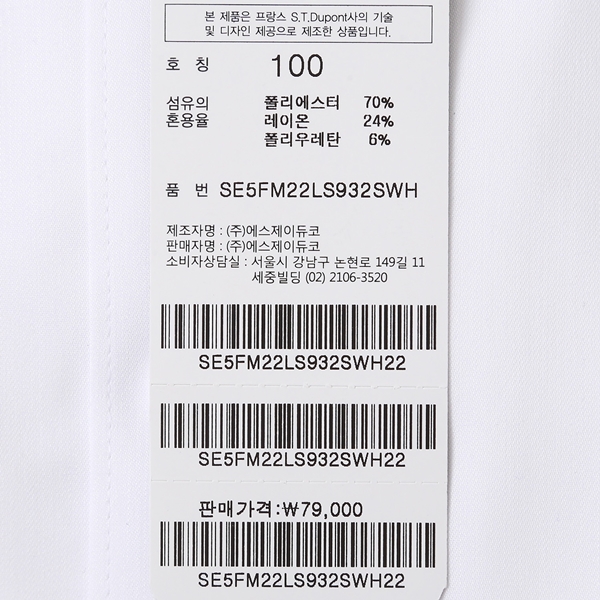 본 제품은 프랑스 S.T.Dupont사의 기술
및 디자인 제공으로 제조한 상품입니다.
호 칭 100
섬유의 폴리에스터 70%
혼용율 레이온 24%
폴리우레탄 6%
품 번 SE5FM22LS932SWH
제조자명 : (주)에스제이듀코
판매자명 : (주)에스제이듀코
소비자상담실 : 서울시 강남구 논현로 149길 11
세중빌딩 (02) 2106-3520
SE5FM22LS932SWH22
SE5FM22LS932SWH22
판매가격:₩79,000
SE5FM22LS932SWH22